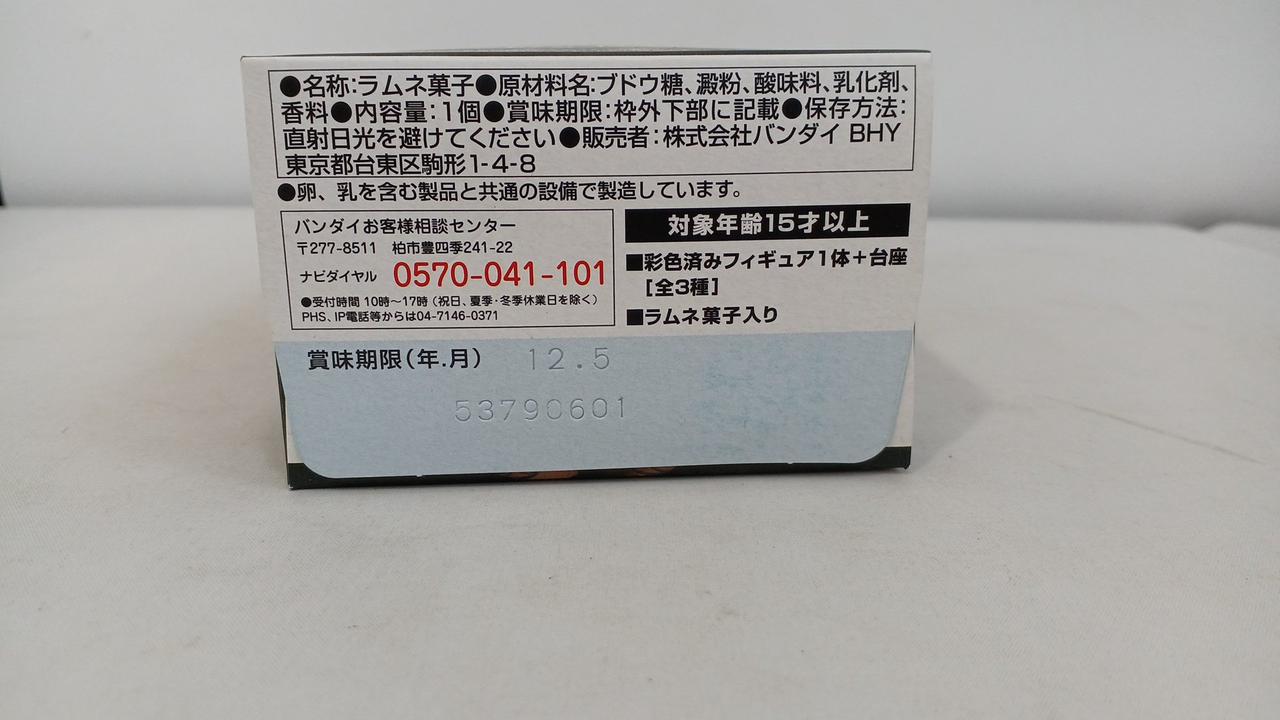 ●名称:ラムネ菓子●原材料名:ブドウ糖、澱粉、酸味料、乳化剤、
香料●内容量:1個●賞味期限:枠外下部に記載●保存方法:
直射日光を避けてください●販売者:株式会社バンダイ BHY
東京都台東区駒形1-4-8
●卵、乳を含む製品と共通の設備で製造しています。
バンダイお客様相談センター
〒277-8511 柏市豊四季241-22
ナビダイヤル 0570-041-101
●受付時間 10時～17時(祝日、夏季・冬季休業日を除く)
PHS、IP電話等からは04-7146-0371
対象年齢15才以上
■彩色済みフィギュア1体+台座
[全3種]
■ラムネ菓子入り
賞味期限(年.月) 12.5
53790601